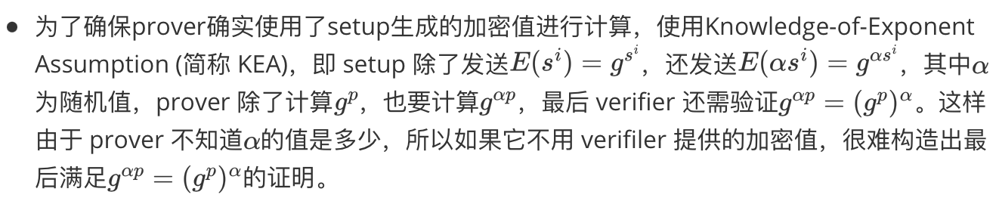 • 为了确保prover确实使用了setup生成的加密值进行计算，使用Knowledge-of-Exponent
Assumption (简称 KEA)，即 setup 除了发送$E(s^i) = g^{s^i}$，还发送$E(\alpha s^i) = g^{\alpha s^i}$，其中$\alpha$
为随机值，prover 除了计算$g^p$，也要计算$g^{\alpha p}$，最后 verifier 还需验证$g^{\alpha p} = (g^p)^\alpha$。这样
由于 prover 不知道$\alpha$的值是多少，所以如果它不用 verifiler 提供的加密值，很难构造出最
后满足$g^{\alpha p} = (g^p)^\alpha$的证明。